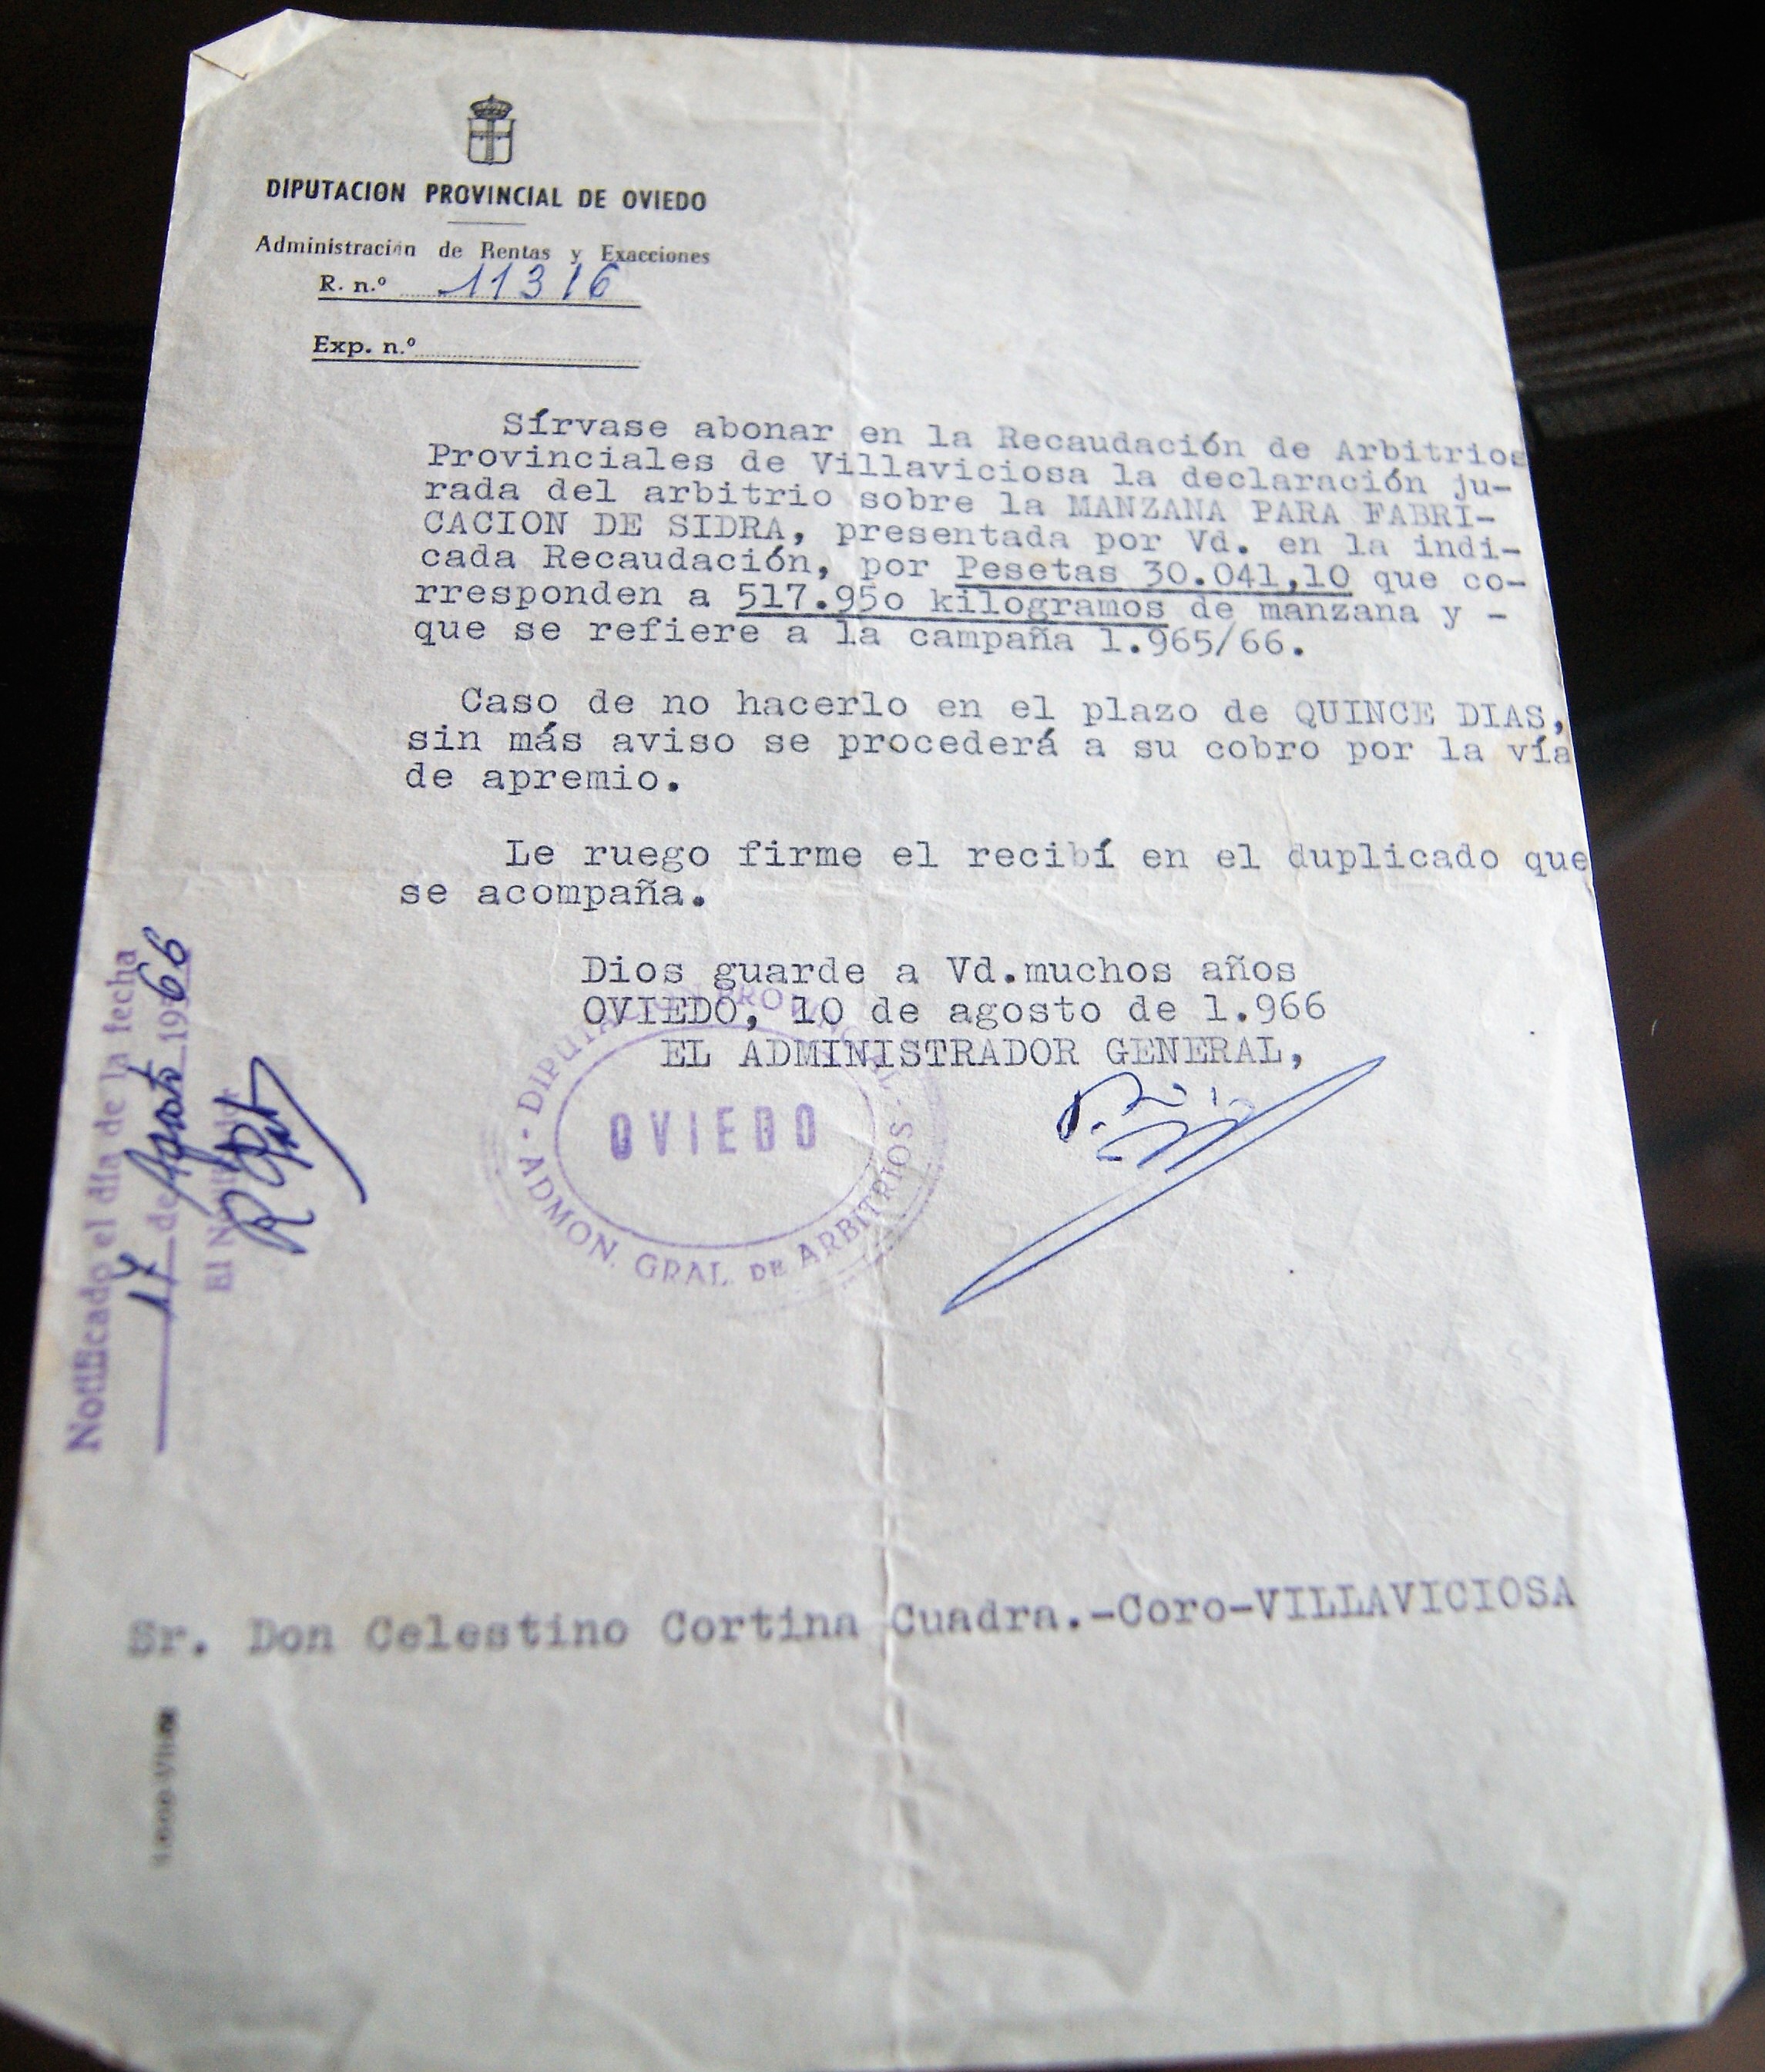 DIPUTACION PROVINCIAL DE OVIEDO
Administración de Rentas y Exacciones
R. n.º 11316
Exp. n.º
Sírvase abonar en la Recaudación de Arbitrios
Provinciales de Villaviciosa la declaración ju-
rada del arbitrio sobre la MANZANA PARA FABRI-
CACION DE SIDRA, presentada por Vd. en la indi-
cada Recaudación, por Pesetas 30.041,10 que co-
rresponden a 517.95o kilogramos de manzana y -
que se refiere a la campaña 1.965/66.
Caso de no hacerlo en el plazo de QUINCE DIAS,
sin más aviso se procederá a su cobro por la vía
de apremio.
Le ruego firme el recibí en el duplicado que
se acompaña.
Dios guarde a Vd.muchos años
OVIEDO, 10 de agosto de 1.966
EL ADMINISTRADOR GENERAL,
DIPUTACION PROVINCIAL
OVIEDO
ADMON. GRAL. DE ARBITRIOS
Notificado el día de la fecha
17 de Agosto 1966
El Notificador
Sr. Don Celestino Cortina Cuadra.-Coro-VILLAVICIOSA